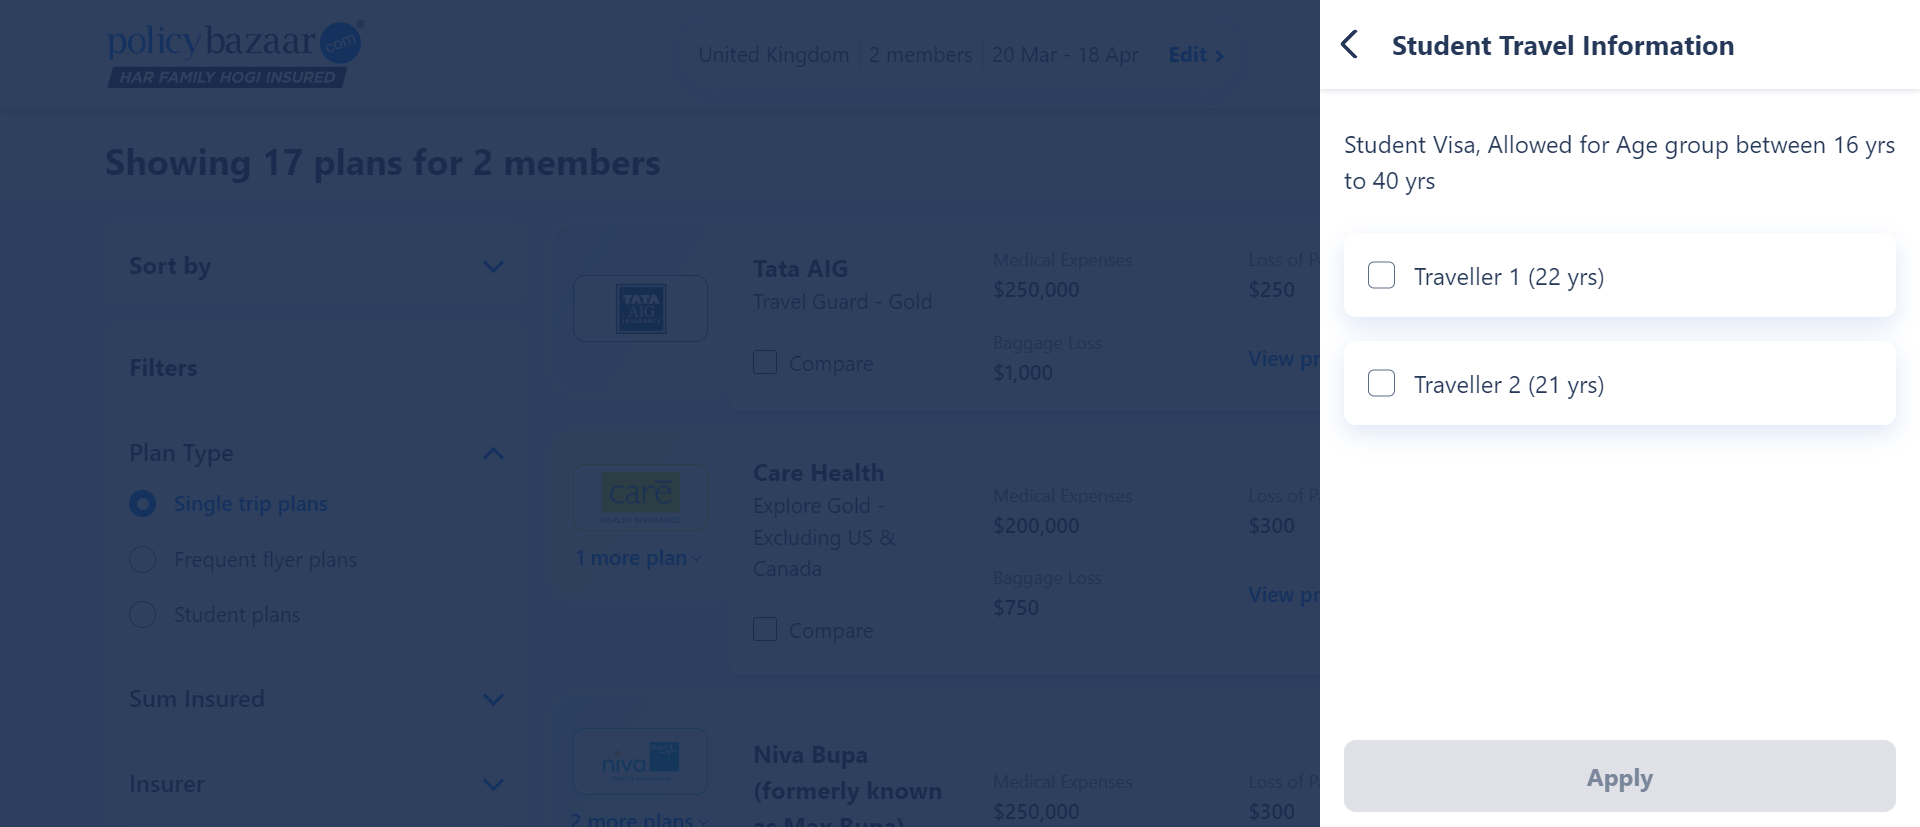 policybazaar.com®
HAR FAMILY HOGI INSURED
United Kingdom 2 members 20 Mar - 18 Apr Edit
Showing 17 plans for 2 members
Sort by
Filters
Plan Type
Single trip plans
Frequent flyer plans
Student plans
Sum Insured
Insurer
TATA
AIG
INSURANCE
Tata AIG
Travel Guard - Gold
Compare
Medical Expenses
$250,000
Baggage Loss
$1,000
Loss of P
$250
View pr
care
HEALTH INSURANCE
1 more plan
Care Health
Explore Gold -
Excluding US &
Canada
Compare
Medical Expenses
$200,000
Baggage Loss
$750
Loss of P
$300
View pr
niva
2 more plans
Niva Bupa
(formerly known
as Max Bupa)
Medical Expenses
$250,000
Loss of P
$300
Student Travel Information
Student Visa, Allowed for Age group between 16 yrs
to 40 yrs
Traveller 1 (22 yrs)
Traveller 2 (21 yrs)
Apply